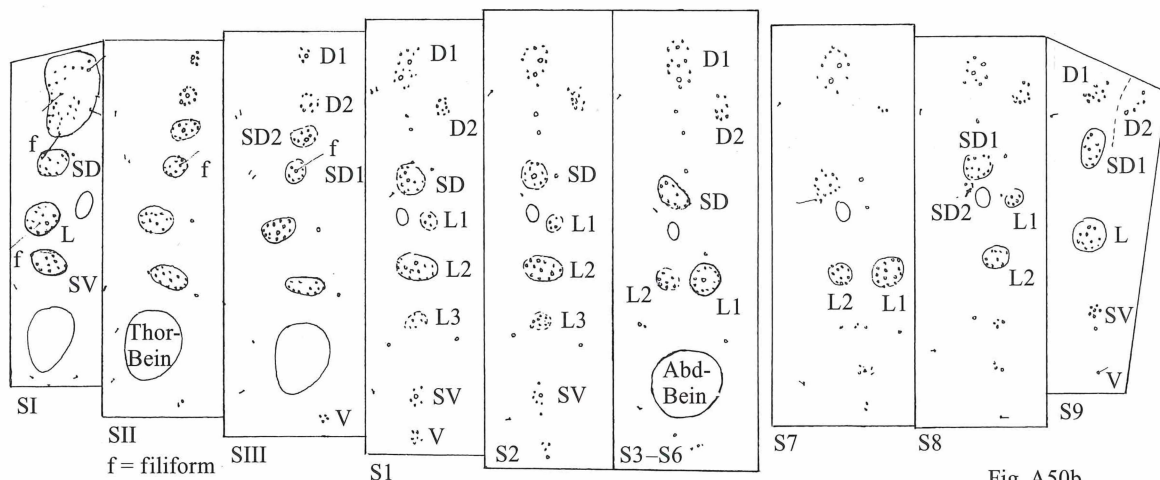 D1
D2
SD2
f
SD1
f
SD
L
f
SV
Thor-
Bein
V
SI
SII
f = filiform
SIII
D1
D2
SD
L1
L2
L3
SV
V
S1
SD
L1
L2
L3
SV
S2
D1
D2
SD
L2
L1
Abd-
Bein
S3–S6
L2
L1
S7
SD1
SD2
L1
L2
S8
D1
D2
SD1
L
SV
V
S9
f